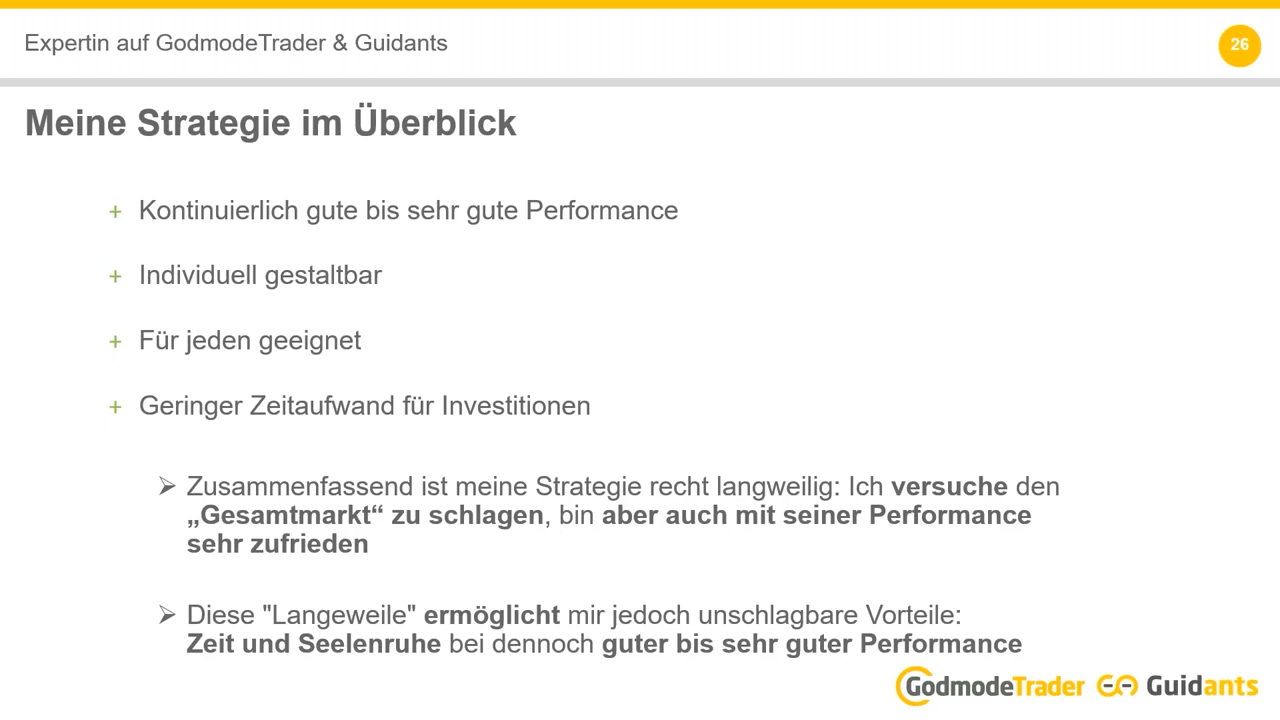 Expertin auf GodmodeTrader & Guidants
26
Meine Strategie im Überblick
+ Kontinuierlich gute bis sehr gute Performance
+ Individuell gestaltbar
+ Für jeden geeignet
+ Geringer Zeitaufwand für Investitionen
➢ Zusammenfassend ist meine Strategie recht langweilig: Ich versuche den
„Gesamtmarkt“ zu schlagen, bin aber auch mit seiner Performance
sehr zufrieden
➢ Diese "Langeweile" ermöglicht mir jedoch unschlagbare Vorteile:
Zeit und Seelenruhe bei dennoch guter bis sehr guter Performance
GodmodeTrader Guidants